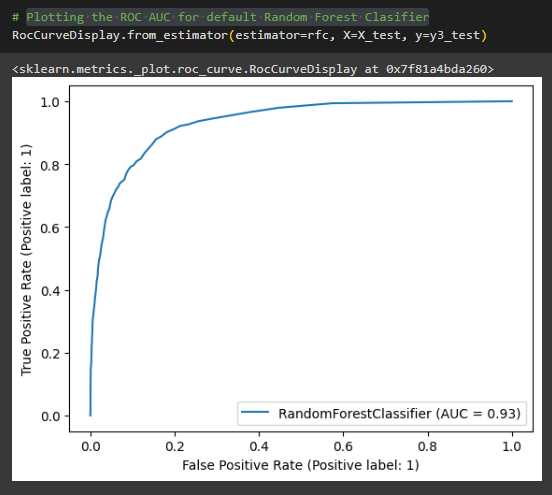 # Plotting the ROC AUC for default Random Forest Clasifier
RocCurveDisplay.from_estimator(estimator=rfc, X=X_test, y=y3_test)
<sklearn.metrics._plot.roc_curve.RocCurveDisplay at 0x7f81a4bda260>
1.0
0.8
0.6
0.4
0.2
0.0
True Positive Rate (Positive label: 1)
RandomForestClassifier (AUC = 0.93)
0.0 0.2 0.4 0.6 0.8 1.0
False Positive Rate (Positive label: 1)